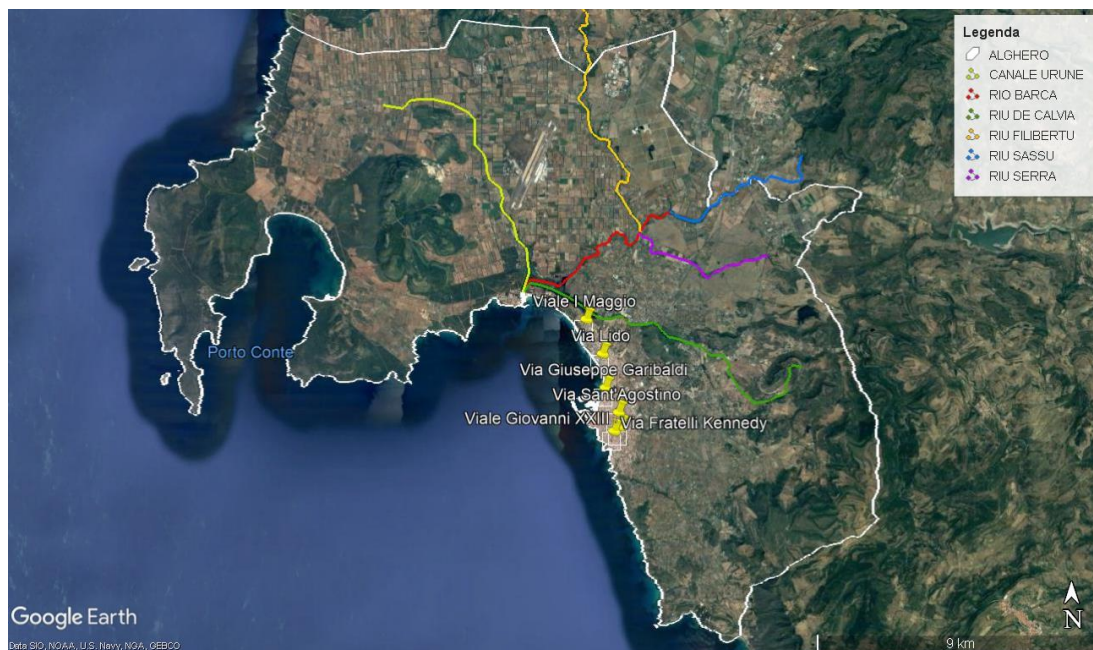 Legenda
ALGHERO
CANALE URUNE
RIO BARCA
RIU DE CALVIA
RIU FILIBERTU
RIU SASSU
RIU SERRA
Viale I Maggio
Via Lido
Porto Conte
Via Giuseppe Garibaldi
Via Sant'Agostino
Viale Giovanni XXIII
Via Fratelli Kennedy
N
Google Earth
Data SIO, NOAA, U.S. Navy, NGA, GEBCO
9 km